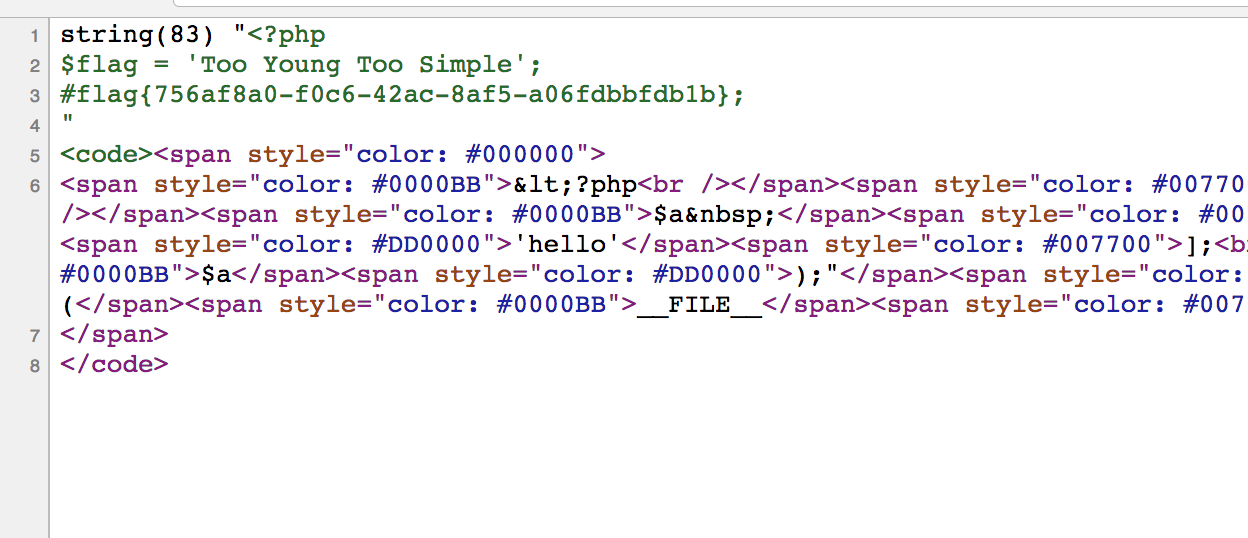 1 string(83) "<?php
2 $flag = 'Too Young Too Simple';
3 #flag{756af8a0-f0c6-42ac-8af5-a06fdbbfdb1b};
4 "
5 <code><span style="color: #000000">
6 <span style="color: #0000BB">&lt;?php<br /></span><span style="color: #00770
/></span><span style="color: #0000BB">$a&nbsp;</span><span style="color: #00
<span style="color: #DD0000">'hello'</span><span style="color: #007700">];<b
#0000BB">$a</span><span style="color: #DD0000">);"</span><span style="color:
(</span><span style="color: #0000BB">__FILE__</span><span style="color: #007
7 </span>
8 </code>